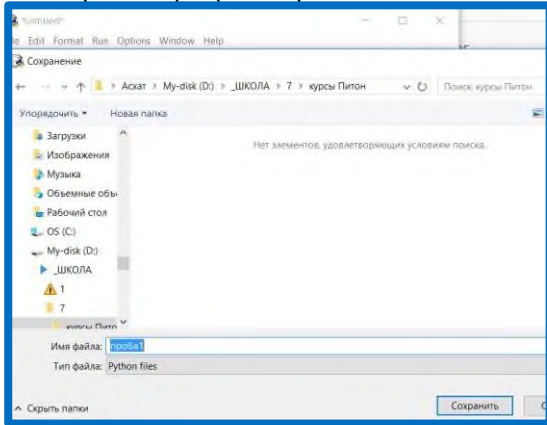 *Untitled*
le Edit Format Run Options Window Help
Сохранение
Асхат > My-disk (D:) > _ШКОЛА > 7 > курсы Питон
Поиск: курсы Питон
Упорядочить
Новая папка
Загрузки
Нет элементов, удовлетворяющих условиям поиска.
Изображения
Музыка
Объемные объ
Рабочий стол
OS (C:)
My-disk (D:)
_ШКОЛА
1
7
курсы Пито
Имя файла: проба1
Тип файла: Python files
Скрыть папки
Сохранить